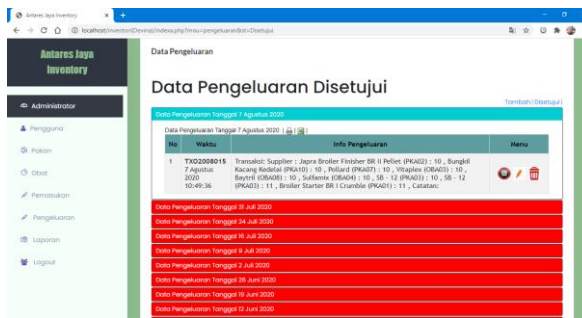 Antares Jaya Inventory
localhost/inventori(Devina)/index.php?mnu=pengeluaran&st=Disetujui
Antares Jaya
Inventory
Administrator
Pengguna
Pakan
Obat
Pemasukan
Pengeluaran
Laporan
Logout
Data Pengeluaran
Data Pengeluaran Disetujui
Tambah | Disetujui |
Data Pengeluaran Tanggal 7 Agustus 2020
Data Pengeluaran Tanggal 7 Agustus 2020 | | |
No Waktu Info Pengeluaran Menu
1 TXO2008015 Transaksi: Supplier : Japra Broiler Finisher BR II Pellet (PKA02) : 10 , Bungkil
7 Agustus Kacang Kedelai (PKA10) : 10 , Pollard (PKA07) : 10 , Vitaplex (OBA03) : 10 ,
2020 Baytril (OBA08) : 10 , Sulfamix (OBA04) : 10 , SB - 12 (PKA03) : 10 , SB - 12
10:49:36 (PKA03) : 11 , Broiler Starter BR I Crumble (PKA01) : 11 , Catatan:
Data Pengeluaran Tanggal 31 Juli 2020
Data Pengeluaran Tanggal 24 Juli 2020
Data Pengeluaran Tanggal 16 Juli 2020
Data Pengeluaran Tanggal 9 Juli 2020
Data Pengeluaran Tanggal 2 Juli 2020
Data Pengeluaran Tanggal 26 Juni 2020
Data Pengeluaran Tanggal 19 Juni 2020
Data Pengeluaran Tanggal 12 Juni 2020